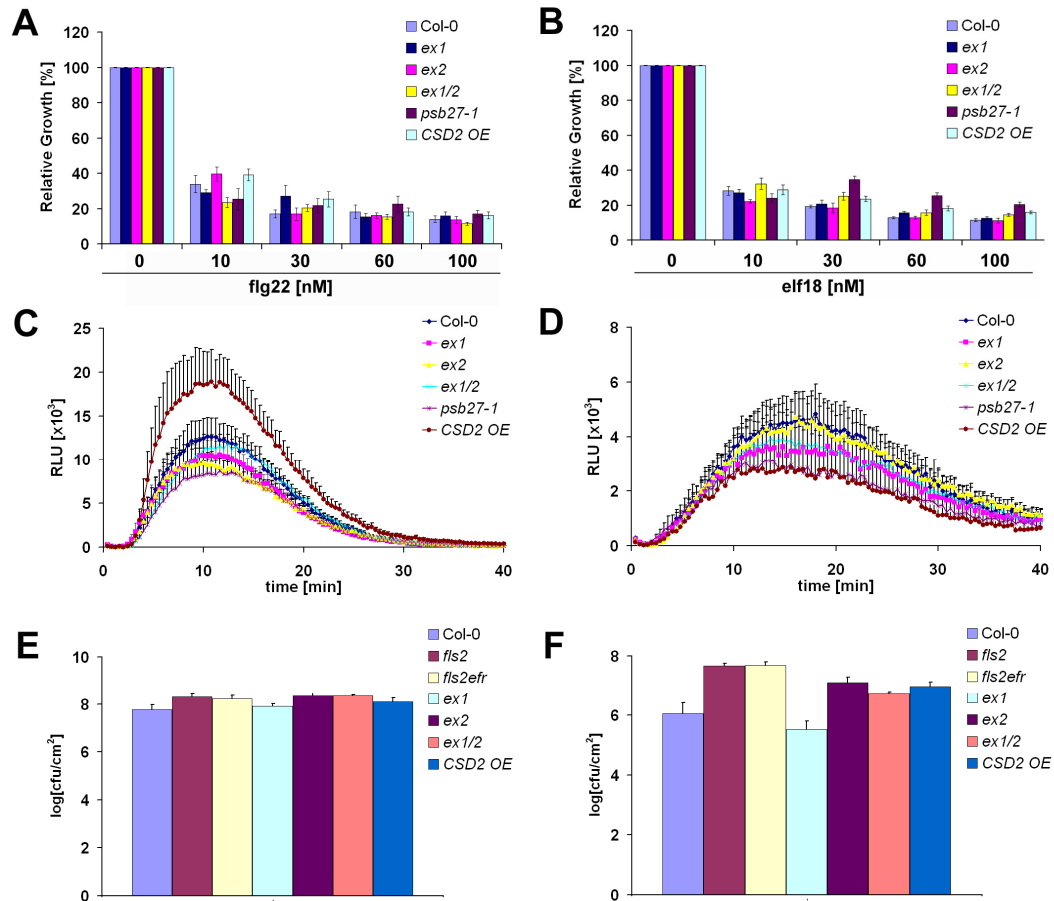 A
Relative Growth [%]
120
100
80
60
40
20
0
0 10 30 60 100
flg22 [nM]
Col-0
ex1
ex2
ex1/2
psb27-1
CSD2 OE
B
Relative Growth [%]
120
100
80
60
40
20
0
0 10 30 60 100
elf18 [nM]
Col-0
ex1
ex2
ex1/2
psb27-1
CSD2 OE
C
RLU [x10³]
25
20
15
10
5
0
0 10 20 30 40
time [min]
Col-0
ex1
ex2
ex1/2
psb27-1
CSD2 OE
D
RLU [x10³]
8
6
4
2
0
0 10 20 30 40
time [min]
Col-0
ex1
ex2
ex1/2
psb27-1
CSD2 OE
E
log[cfu/cm²]
10
8
6
4
2
0
Col-0
fls2
fls2efr
ex1
ex2
ex1/2
CSD2 OE
F
log[cfu/cm²]
8
6
4
2
0
Col-0
fls2
fls2efr
ex1
ex2
ex1/2
CSD2 OE